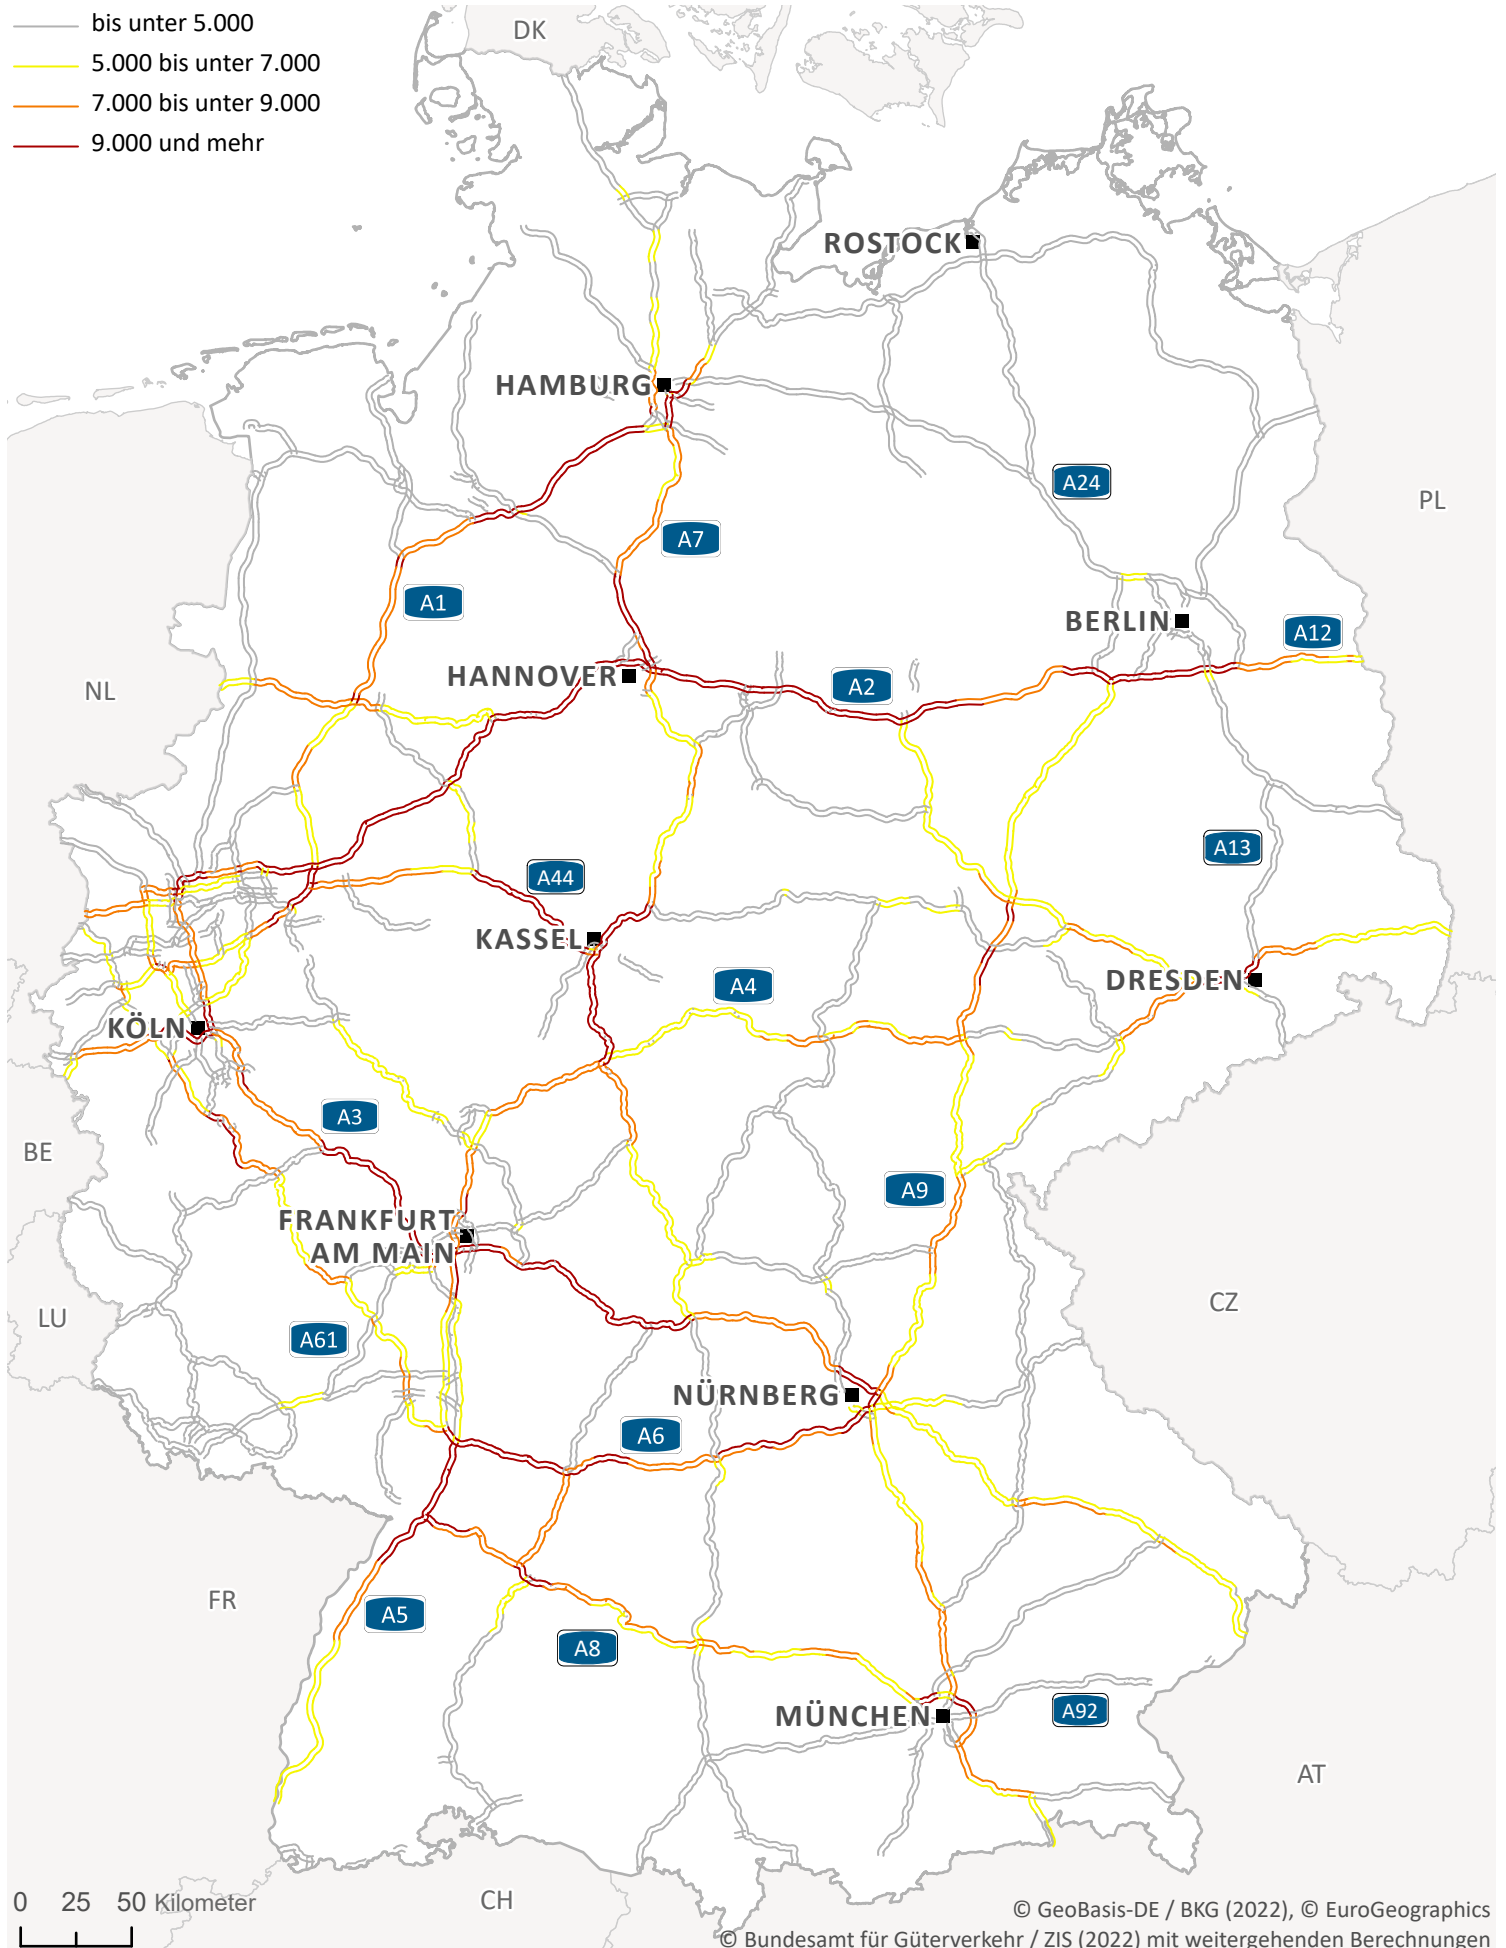 bis unter 5.000
5.000 bis unter 7.000
7.000 bis unter 9.000
9.000 und mehr
DK
ROSTOCK
HAMBURG
A24
PL
A7
A1
BERLIN
A12
HANNOVER
NL
A2
A13
A44
KASSEL
DRESDEN
A4
KÖLN
A3
BE
A9
FRANKFURT
AM MAIN
CZ
LU
A61
NÜRNBERG
A6
FR
A5
A8
A92
MÜNCHEN
AT
0 25 50 Kilometer
CH
© GeoBasis-DE / BKG (2022), © EuroGeographics
© Bundesamt für Güterverkehr / ZIS (2022) mit weitergehenden Berechnungen